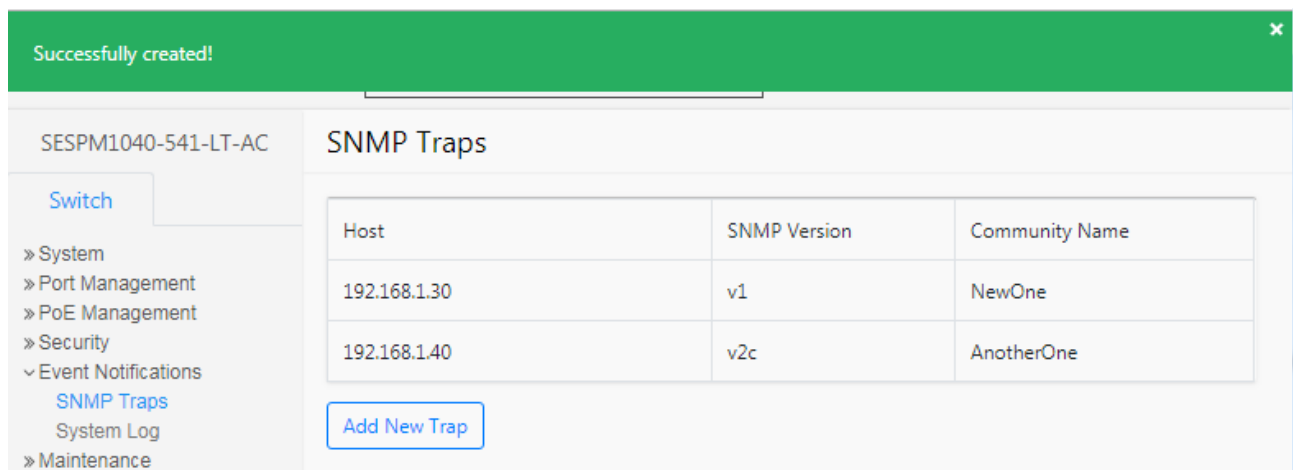 Successfully created!
×
SESPM1040-541-LT-AC
SNMP Traps
Switch
» System
» Port Management
» PoE Management
» Security
Event Notifications
SNMP Traps
System Log
» Maintenance
Host SNMP Version Community Name
192.168.1.30 v1 NewOne
192.168.1.40 v2c AnotherOne
Add New Trap